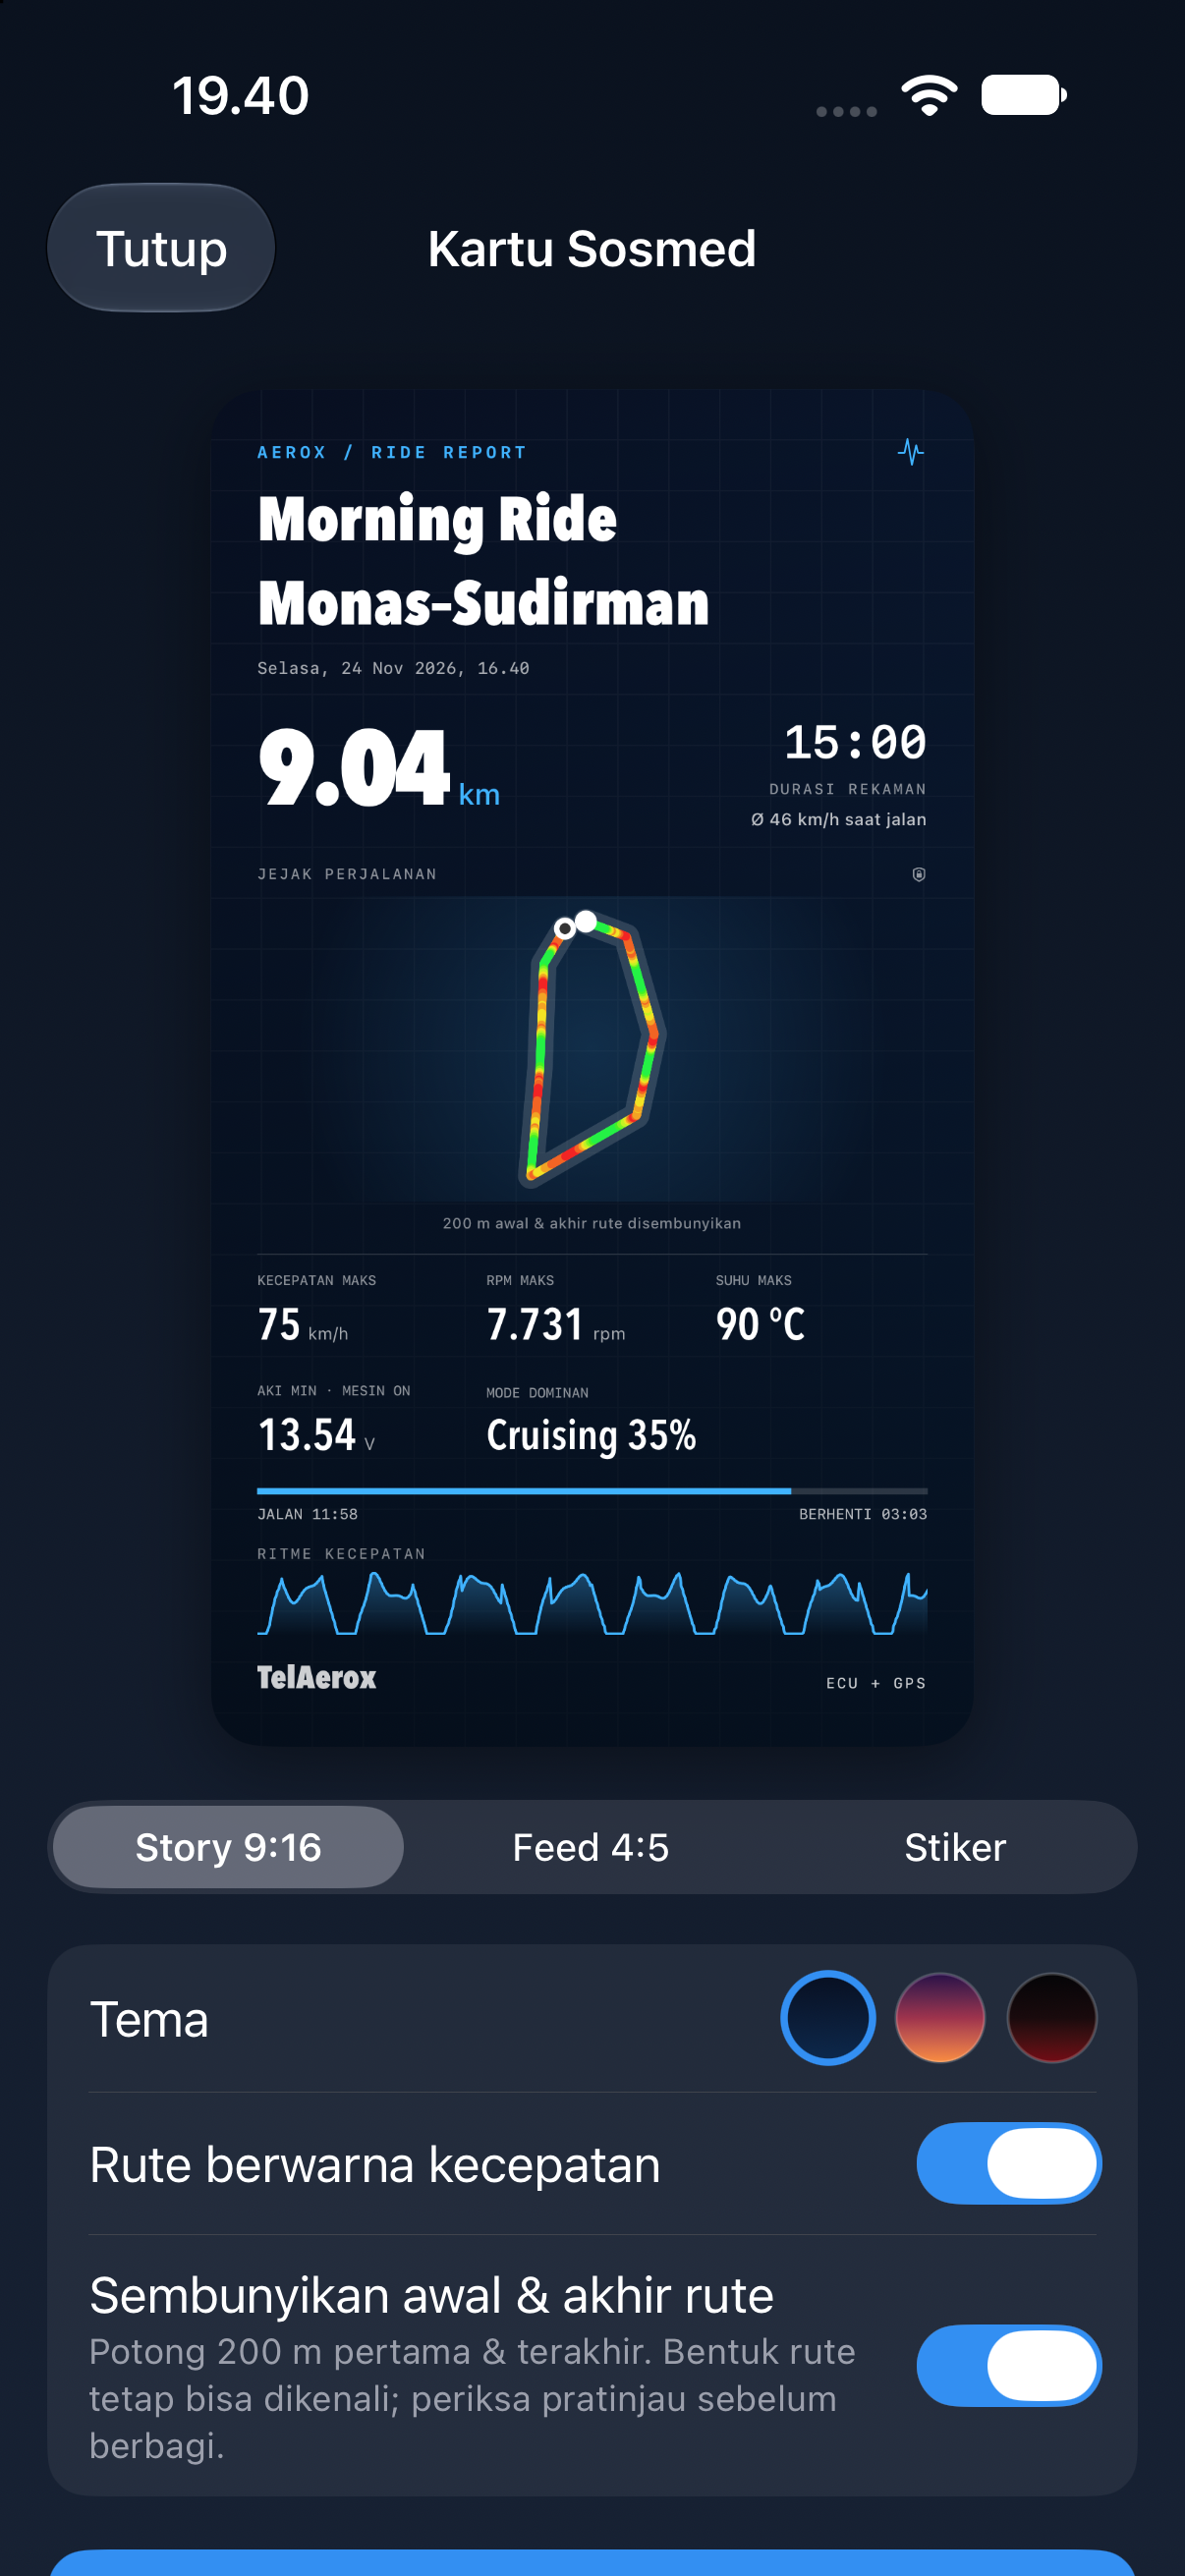 19.40
Tutup
Kartu Sosmed
AEROX / RIDE REPORT
Morning Ride
Monas-Sudirman
Selasa, 24 Nov 2026, 16.40
9.04 km
15:00
DURASI REKAMAN
Ø 46 km/h saat jalan
JEJAK PERJALANAN
200 m awal & akhir rute disembunyikan
KECEPATAN MAKS
75 km/h
RPM MAKS
7.731 rpm
SUHU MAKS
90 °C
AKI MIN · MESIN ON
13.54 V
MODE DOMINAN
Cruising 35%
JALAN 11:58
BERHENTI 03:03
RITME KECEPATAN
TelAerox
ECU + GPS
Story 9:16
Feed 4:5
Stiker
Tema
Rute berwarna kecepatan
Sembunyikan awal & akhir rute
Potong 200 m pertama & terakhir. Bentuk rute
tetap bisa dikenali; periksa pratinjau sebelum
berbagi.